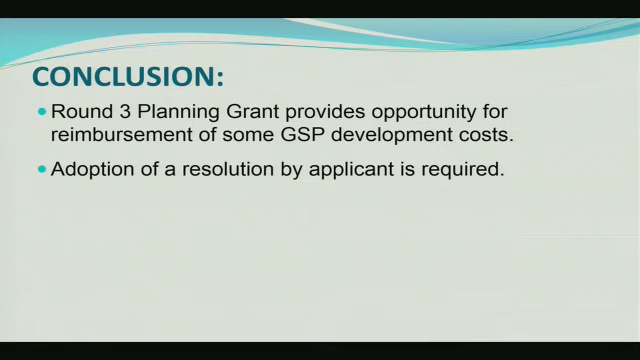 CONCLUSION:
Round 3 Planning Grant provides opportunity for
reimbursement of some GSP development costs.
Adoption of a resolution by applicant is required.